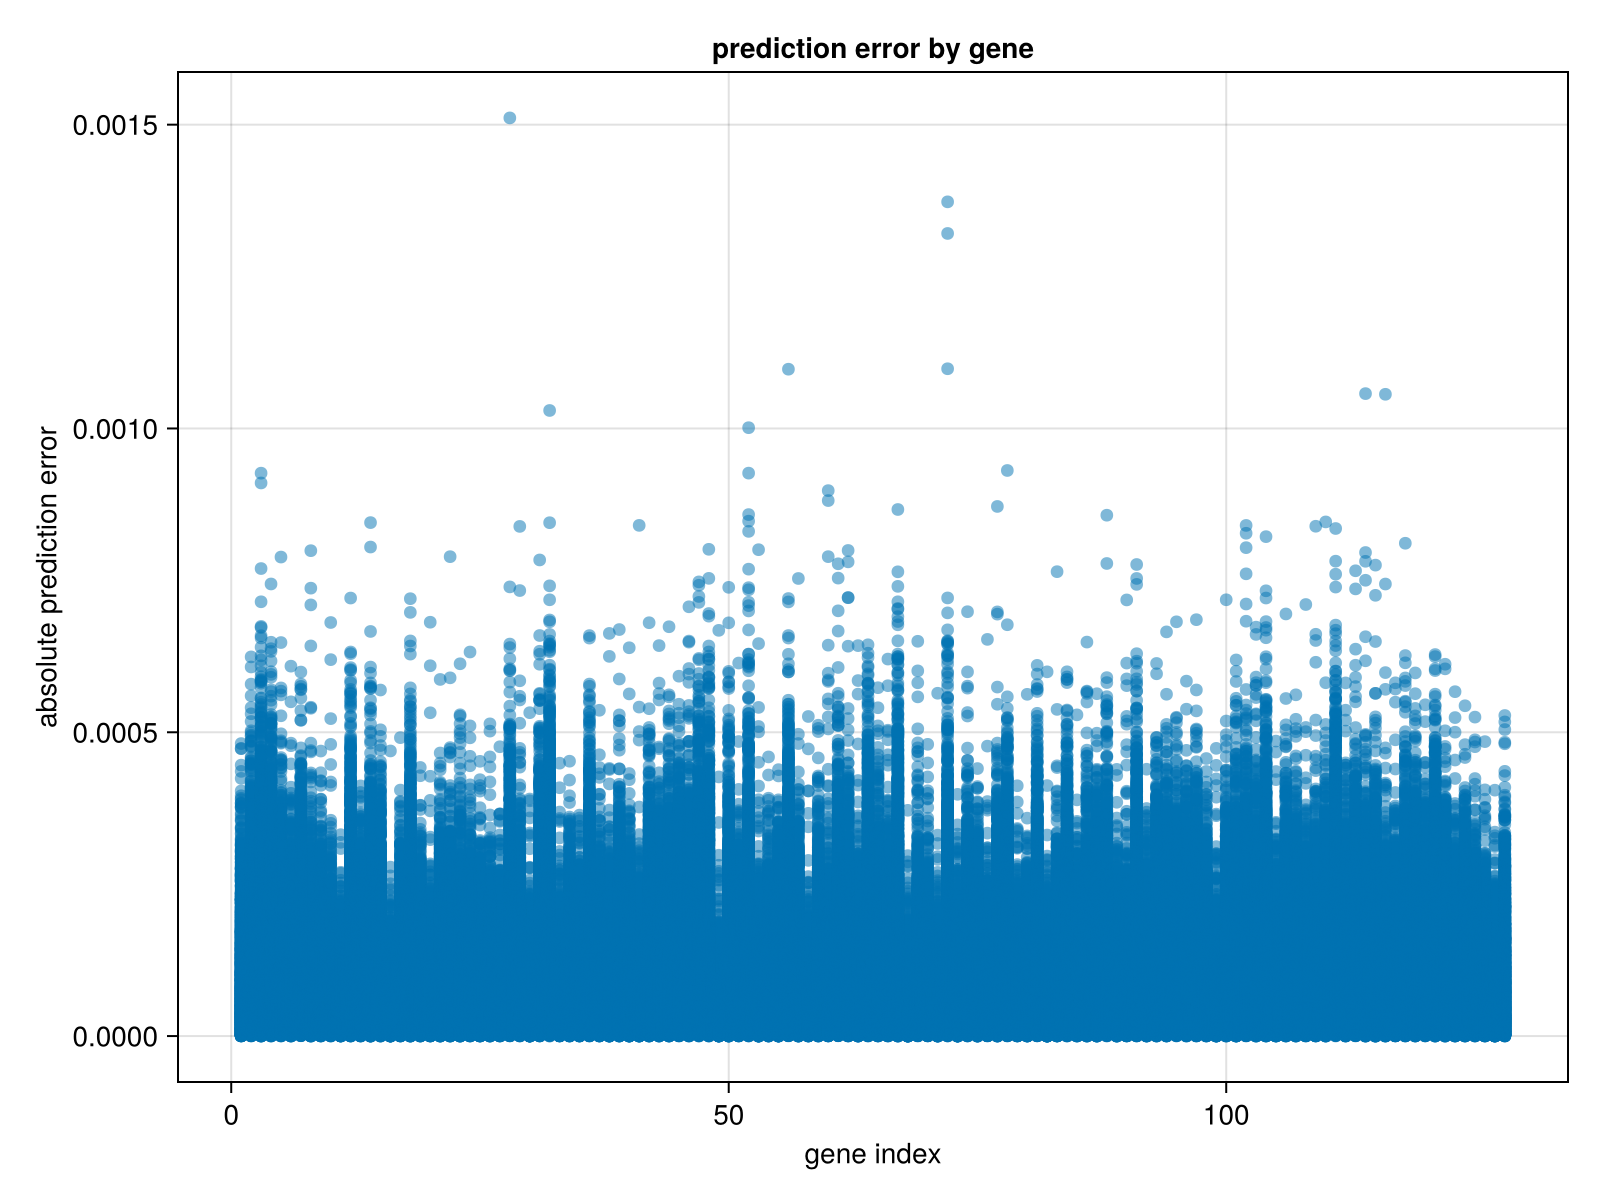 prediction error by gene
absolute prediction error
0.0015
0.0010
0.0005
0.0000
0
50
100
gene index